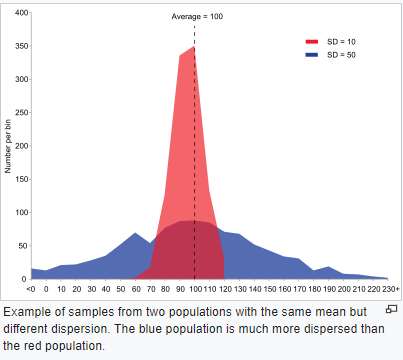 400
Average = 100
SD = 10
350
SD = 50
300
250
Number per bin
200
150
100
50
0
<0 0 10 20 30 40 50 60 70 80 90 100 110 120 130 140 150 160 170 180 190 200 210 220 230+
Example of samples from two populations with the same mean but
different dispersion. The blue population is much more dispersed than
the red population.